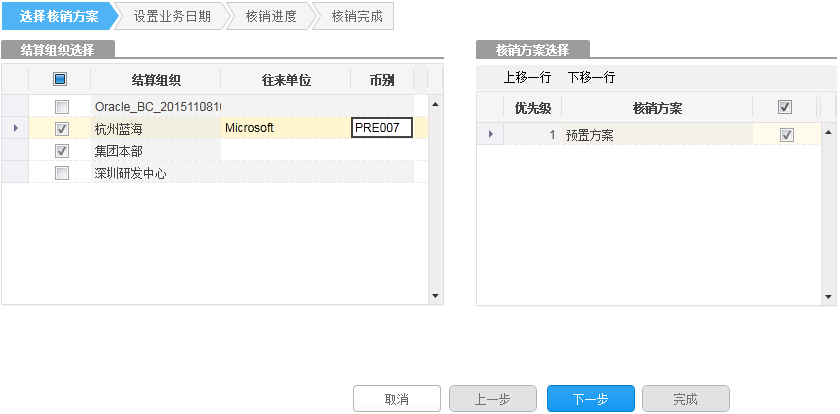 选择核销方案 设置业务日期 核销进度 核销完成
结算组织选择
结算组织 往来单位 币别
Oracle_BC_201511081
杭州蓝海 Microsoft PRE007
集团本部
深圳研发中心
核销方案选择
上移一行 下移一行
优先级 核销方案
1 预置方案
取消 上一步 下一步 完成